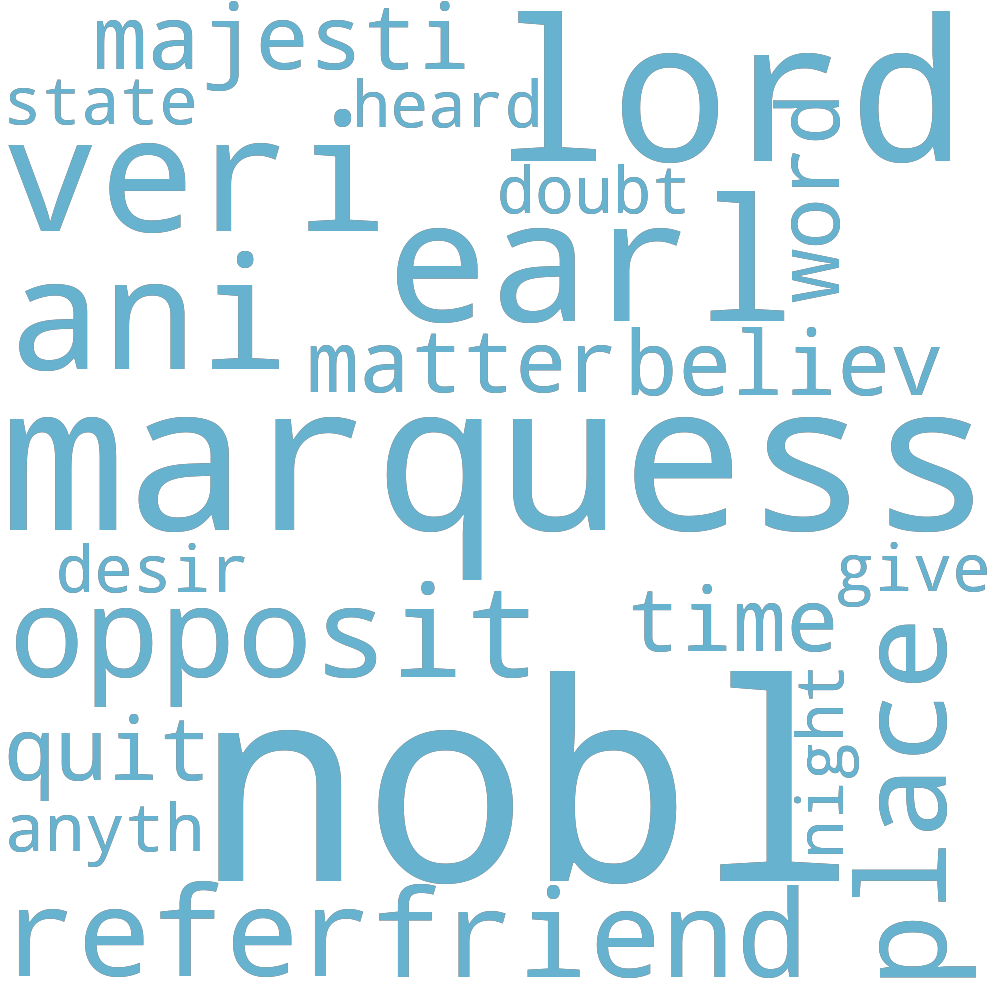 majesti
lord
state
heard
veri
word
doubt
earl
ani
matter
believ
marquess
desir
give
opposit
time
place
nobl
night
quit
anyth
refer
friend